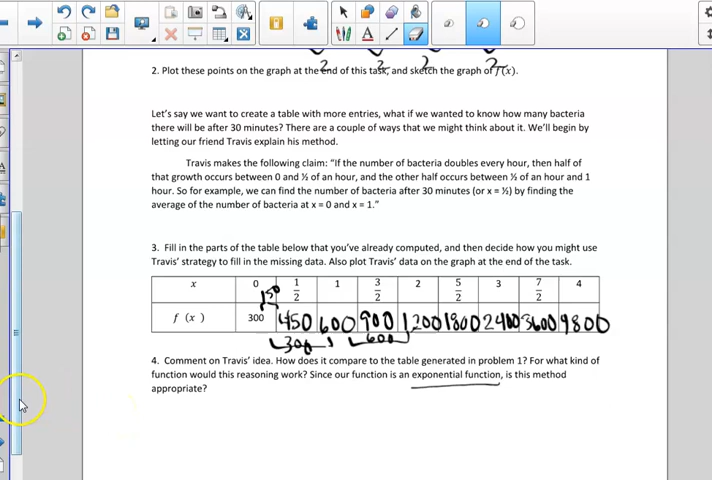 2 2 2 2
2. Plot these points on the graph at the end of this task, and sketch the graph of f(x).
Let's say we want to create a table with more entries, what if we wanted to know how many bacteria
there will be after 30 minutes? There are a couple of ways that we might think about it. We'll begin by
letting our friend Travis explain his method.
Travis makes the following claim: "If the number of bacteria doubles every hour, then half of
that growth occurs between 0 and ½ of an hour, and the other half occurs between ½ of an hour and 1
hour. So for example, we can find the number of bacteria after 30 minutes (or x = ½) by finding the
average of the number of bacteria at x = 0 and x = 1."
3. Fill in the parts of the table below that you've already computed, and then decide how you might use
Travis' strategy to fill in the missing data. Also plot Travis' data on the graph at the end of the task.
x 0 1/2 1 3/2 2 5/2 3 7/2 4
150
f ( x ) 300 450 600 900 1200 1800 2400 3600 4800
300 600
4. Comment on Travis' idea. How does it compare to the table generated in problem 1? For what kind of
function would this reasoning work? Since our function is an exponential function, is this method
appropriate?